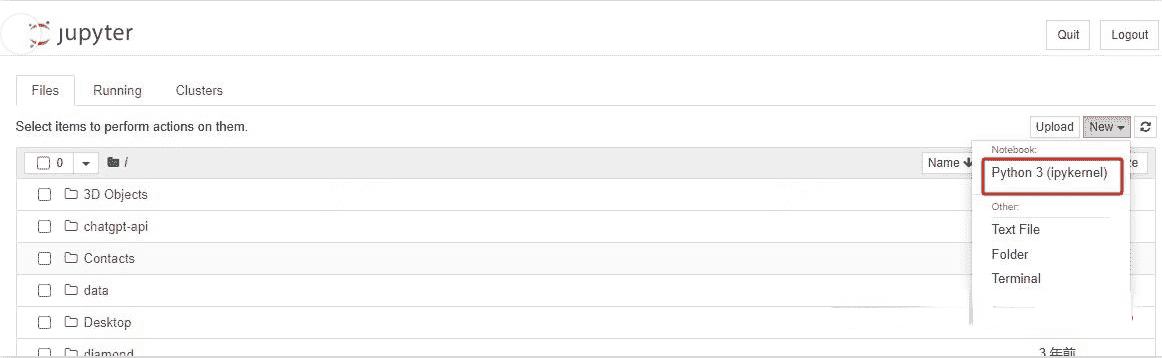 jupyter
Quit Logout
Files Running Clusters
Select items to perform actions on them.
Upload New
Notebook:
0 / Name
Python 3 (ipykernel)
3D Objects
Other:
chatgpt-api
Text File
Folder
Contacts
Terminal
data
Desktop
diamond
3 年前